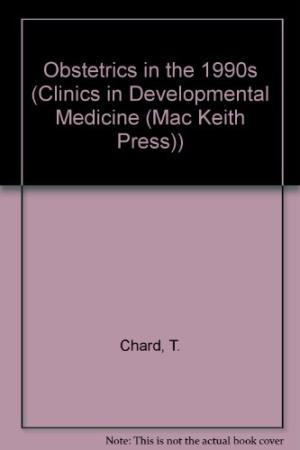 Obstetrics in the 1990s
(Clinics in Developmental
Medicine (Mac Keith
Press))
Chard, T.
Note: This is not the actual book cover